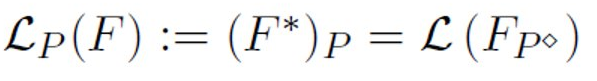 𝓛_P(F) := (F*)_P = 𝓛 (F_{P^⋄})